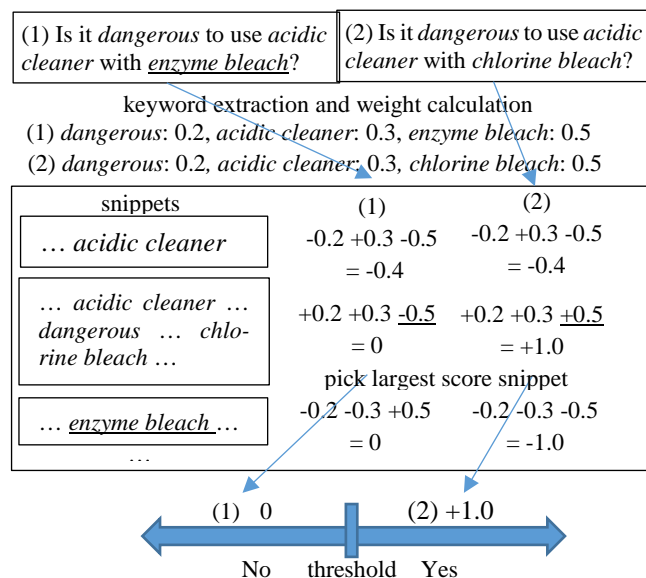 (1) Is it dangerous to use acidic
cleaner with enzyme bleach?
(2) Is it dangerous to use acidic
cleaner with chlorine bleach?
keyword extraction and weight calculation
(1) dangerous: 0.2, acidic cleaner: 0.3, enzyme bleach: 0.5
(2) dangerous: 0.2, acidic cleaner: 0.3, chlorine bleach: 0.5
snippets (1) (2)
… acidic cleaner
-0.2 +0.3 -0.5 -0.2 +0.3 -0.5
= -0.4 = -0.4
… acidic cleaner …
dangerous … chlo-
rine bleach …
+0.2 +0.3 -0.5 +0.2 +0.3 +0.5
= 0 = +1.0
pick largest score snippet
… enzyme bleach …
-0.2 -0.3 +0.5 -0.2 -0.3 -0.5
= 0 = -1.0
…
(1) 0 (2) +1.0
No threshold Yes